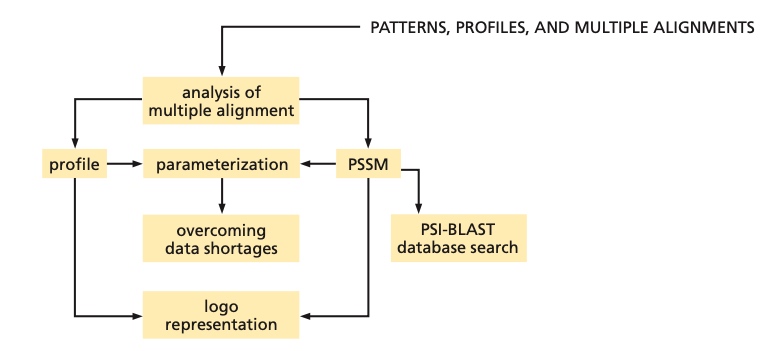 PATTERNS, PROFILES, AND MULTIPLE ALIGNMENTS
analysis of
multiple alignment
profile
parameterization
PSSM
overcoming
data shortages
PSI-BLAST
database search
logo
representation